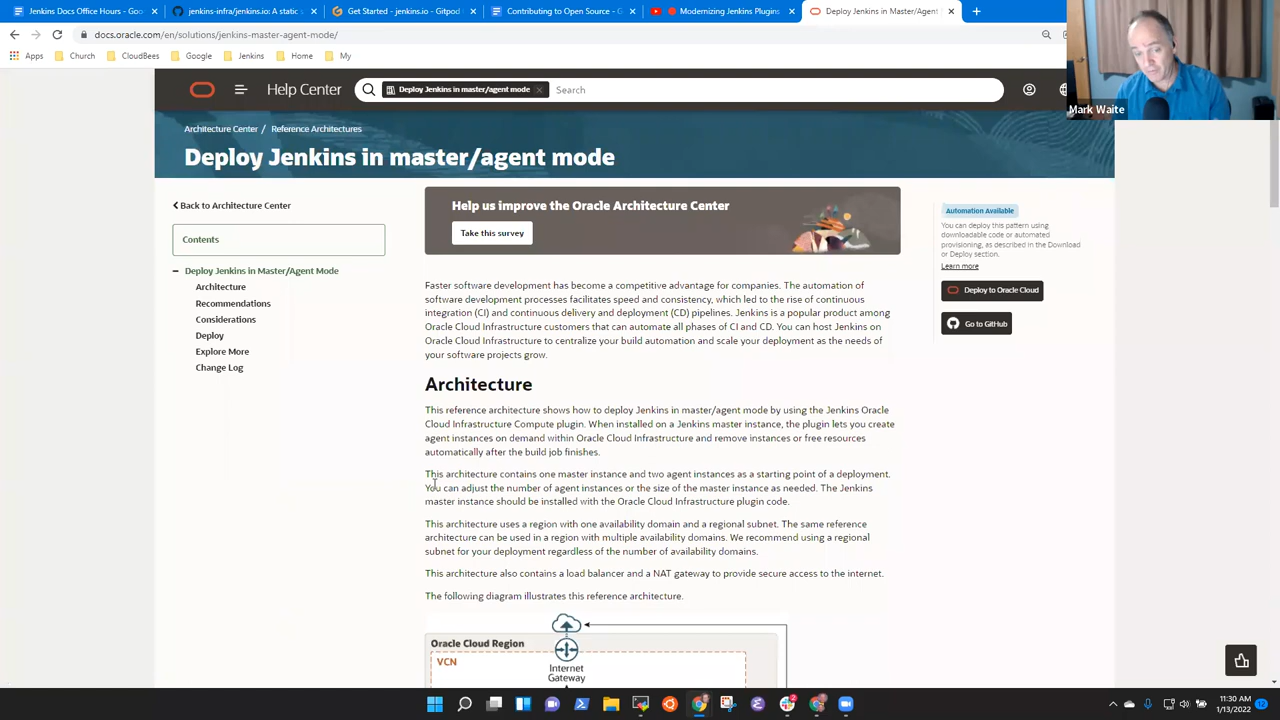 Jenkins Docs Office Hours - Goo
jenkins-infra/jenkins.io: A static s
Get Started - jenkins.io - Gitpod
Contributing to Open Source - G
Modernizing Jenkins Plugins
Deploy Jenkins in Master/Agent
docs.oracle.com/en/solutions/jenkins-master-agent-mode/
Apps
Church
CloudBees
Google
Jenkins
Home
My
Mark Waite
Help Center
Deploy Jenkins in master/agent mode
Search
Architecture Center / Reference Architectures
Deploy Jenkins in master/agent mode
Back to Architecture Center
Contents
Deploy Jenkins in Master/Agent Mode
Architecture
Recommendations
Considerations
Deploy
Explore More
Change Log
Help us improve the Oracle Architecture Center
Take this survey
Faster software development has become a competitive advantage for companies. The automation of
software development processes facilitates speed and consistency, which led to the rise of continuous
integration (CI) and continuous delivery and deployment (CD) pipelines. Jenkins is a popular product among
Oracle Cloud Infrastructure customers that can automate all phases of CI and CD. You can host Jenkins on
Oracle Cloud Infrastructure to centralize your build automation and scale your deployment as the needs of
your software projects grow.
Architecture
This reference architecture shows how to deploy Jenkins in master/agent mode by using the Jenkins Oracle
Cloud Infrastructure Compute plugin. When installed on a Jenkins master instance, the plugin lets you create
agent instances on demand within Oracle Cloud Infrastructure and remove instances or free resources
automatically after the build job finishes.
This architecture contains one master instance and two agent instances as a starting point of a deployment.
You can adjust the number of agent instances or the size of the master instance as needed. The Jenkins
master instance should be installed with the Oracle Cloud Infrastructure plugin code.
This architecture uses a region with one availability domain and a regional subnet. The same reference
architecture can be used in a region with multiple availability domains. We recommend using a regional
subnet for your deployment regardless of the number of availability domains.
This architecture also contains a load balancer and a NAT gateway to provide secure access to the internet.
The following diagram illustrates this reference architecture.
Oracle Cloud Region
VCN
Internet
Gateway
Automation Available
You can deploy this pattern using
downloadable code or automated
provisioning, as described in the Download
or Deploy section.
Learn more
Deploy to Oracle Cloud
Go to GitHub
11:30 AM
1/13/2022